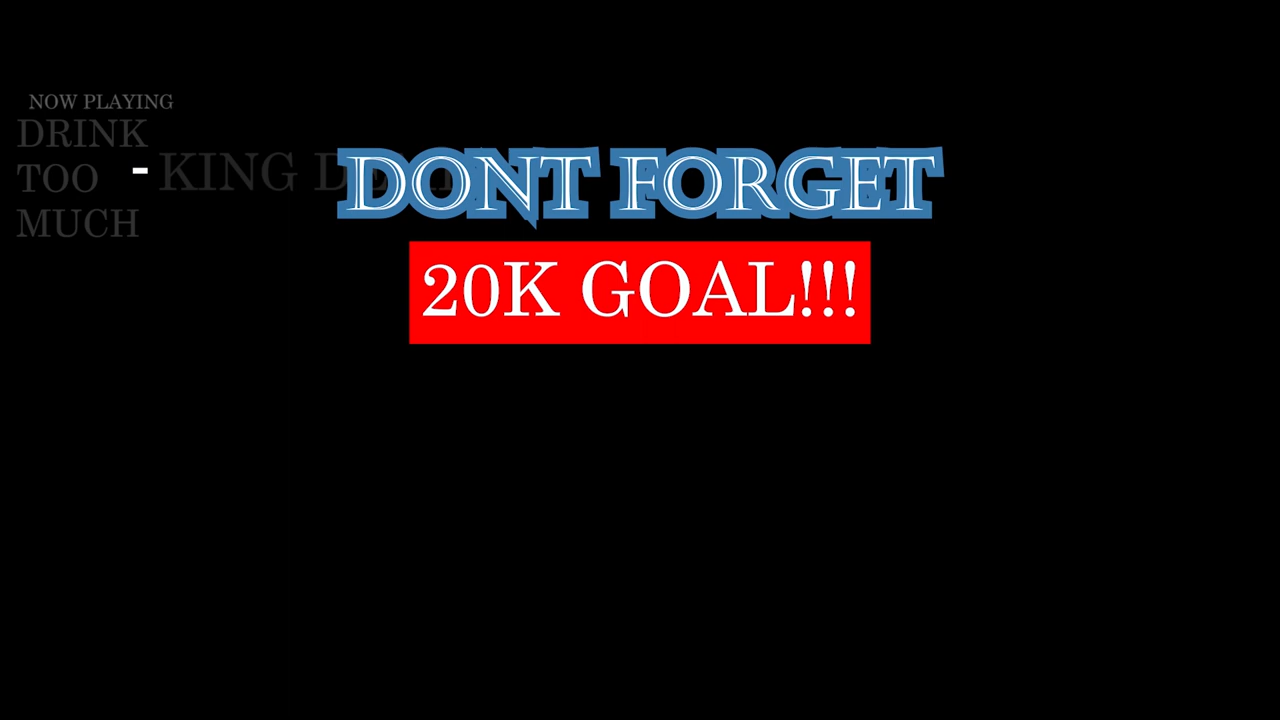 NOW PLAYING
DRINK
TOO
MUCH
- KING
DONT FORGET
20K GOAL!!!